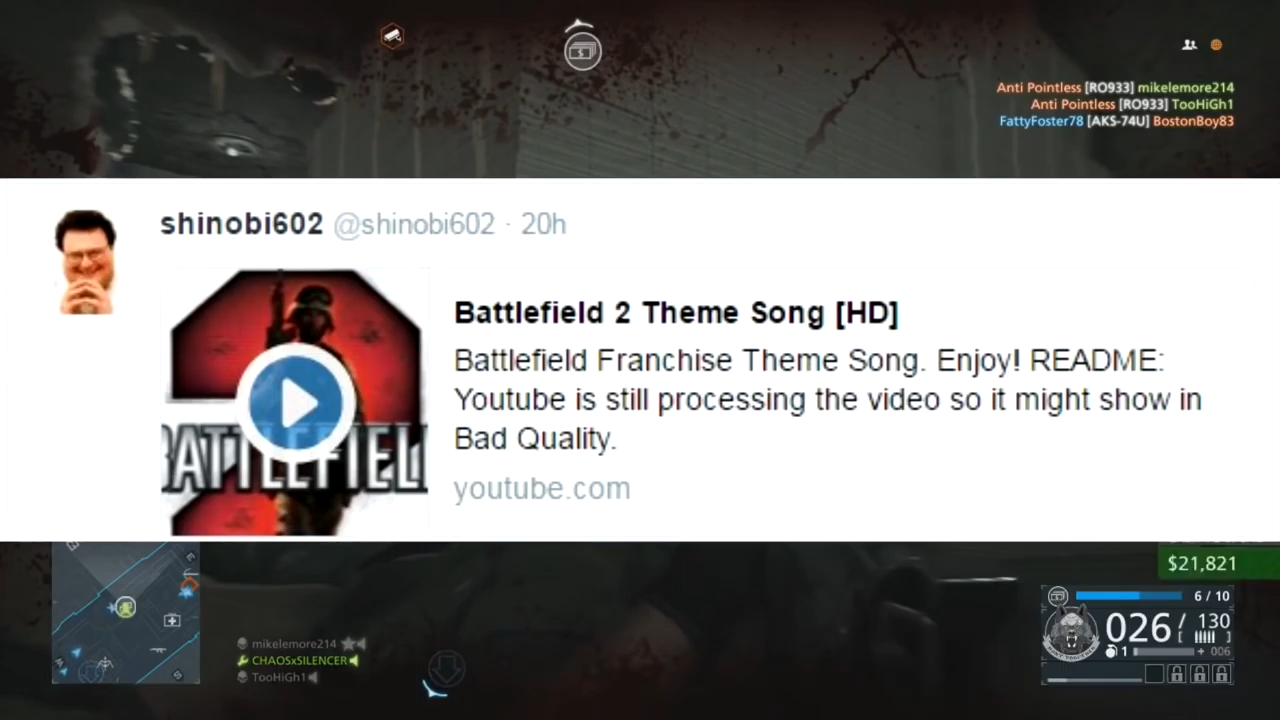 Anti Pointless [RO933] mikelemore214
Anti Pointless [RO933] TooHiGh1
FattyFoster78 [AKS-74U] BostonBoy83
shinobi602 @shinobi602 · 20h
2
BATTLEFIEL
Battlefield 2 Theme Song [HD]
Battlefield Franchise Theme Song. Enjoy! README:
Youtube is still processing the video so it might show in
Bad Quality.
youtube.com
$21,821
6 / 10
026 / 130
1 + 006
mikelemore214
CHAOSxSILENCER
TooHiGh1